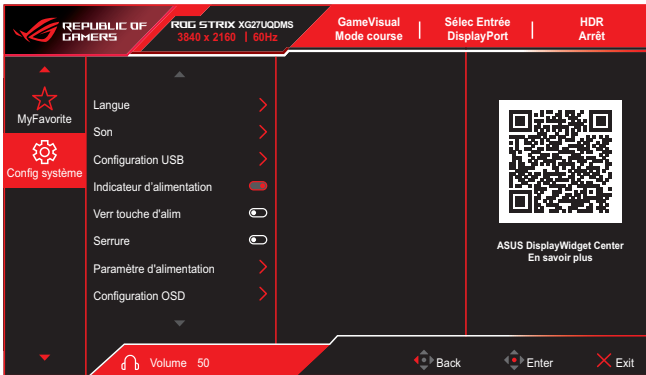 REPUBLIC OF
GAMERS
ROG STRIX XG27UQDMS
3840 x 2160 | 60Hz
GameVisual
Mode course
Sélec Entrée
DisplayPort
HDR
Arrêt
MyFavorite
Config système
Langue
Son
Configuration USB
Indicateur d'alimentation
Verr touche d'alim
Serrure
Paramètre d'alimentation
Configuration OSD
ASUS DisplayWidget Center
En savoir plus
Volume 50
Back
Enter
Exit